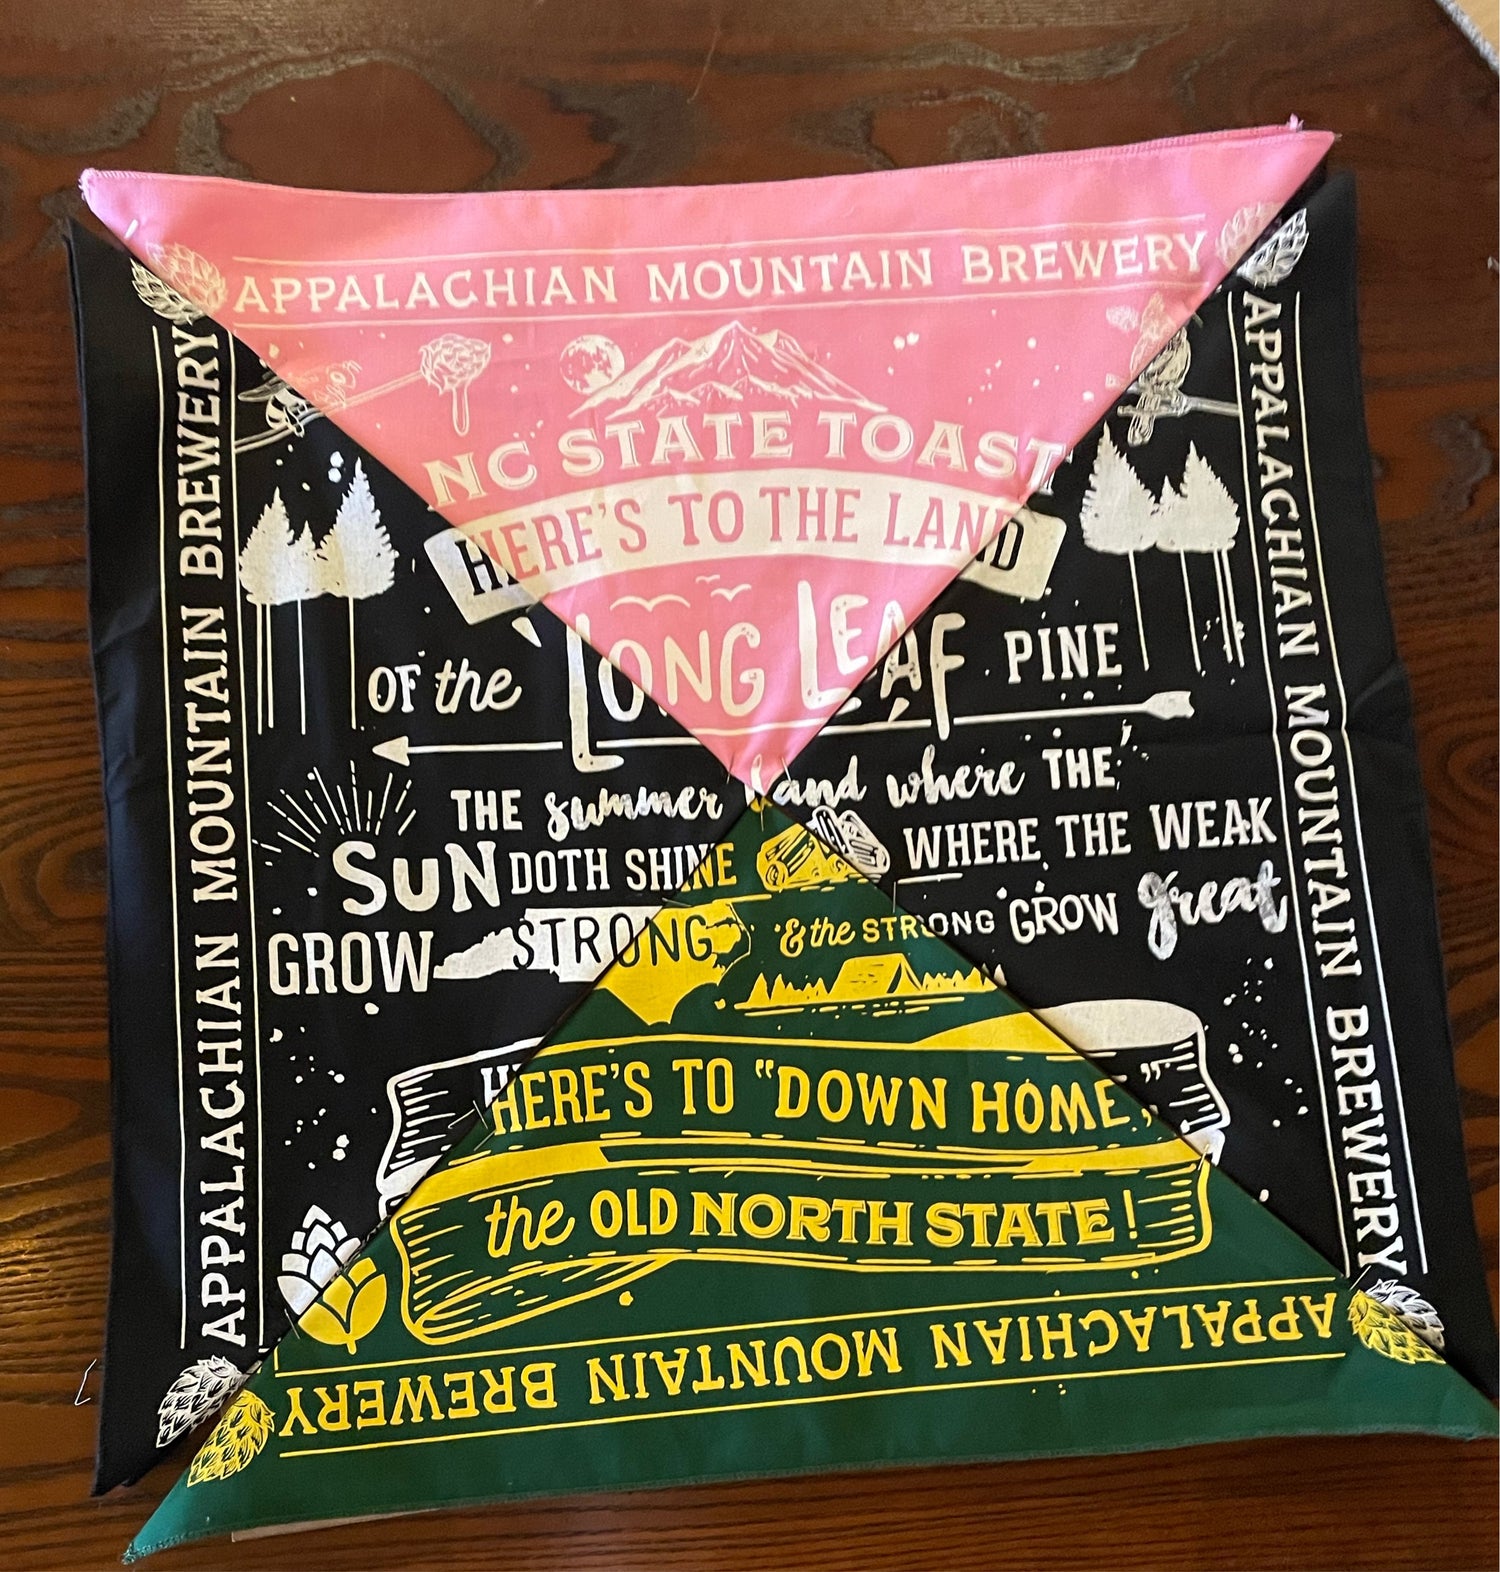 APPALACHIAN MOUNTAIN BREWERY
NC STATE TOAST
HERE'S TO THE LAND
OF the LONG LEAF PINE
THE summer land where THE
SUN DOTH SHINE
WHERE THE WEAK
GROW STRONG
& the STRONG GROW great
HERE'S TO "DOWN HOME,"
the OLD NORTH STATE!
APPALACHIAN MOUNTAIN BREWERY
APPALACHIAN MOUNTAIN BREWERY
APPALACHIAN MOUNTAIN BREWERY